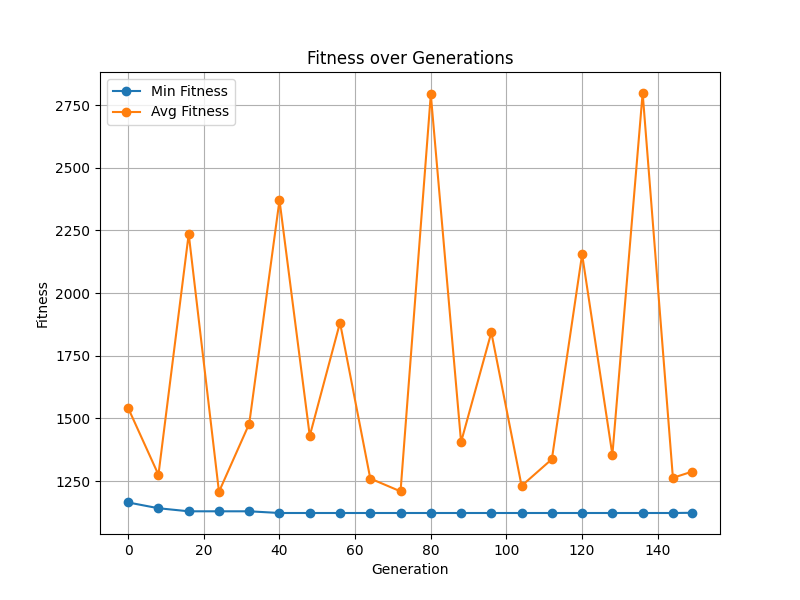 Fitness over Generations
Min Fitness
Avg Fitness
2750
2500
2250
2000
1750
1500
1250
Fitness
0 20 40 60 80 100 120 140
Generation